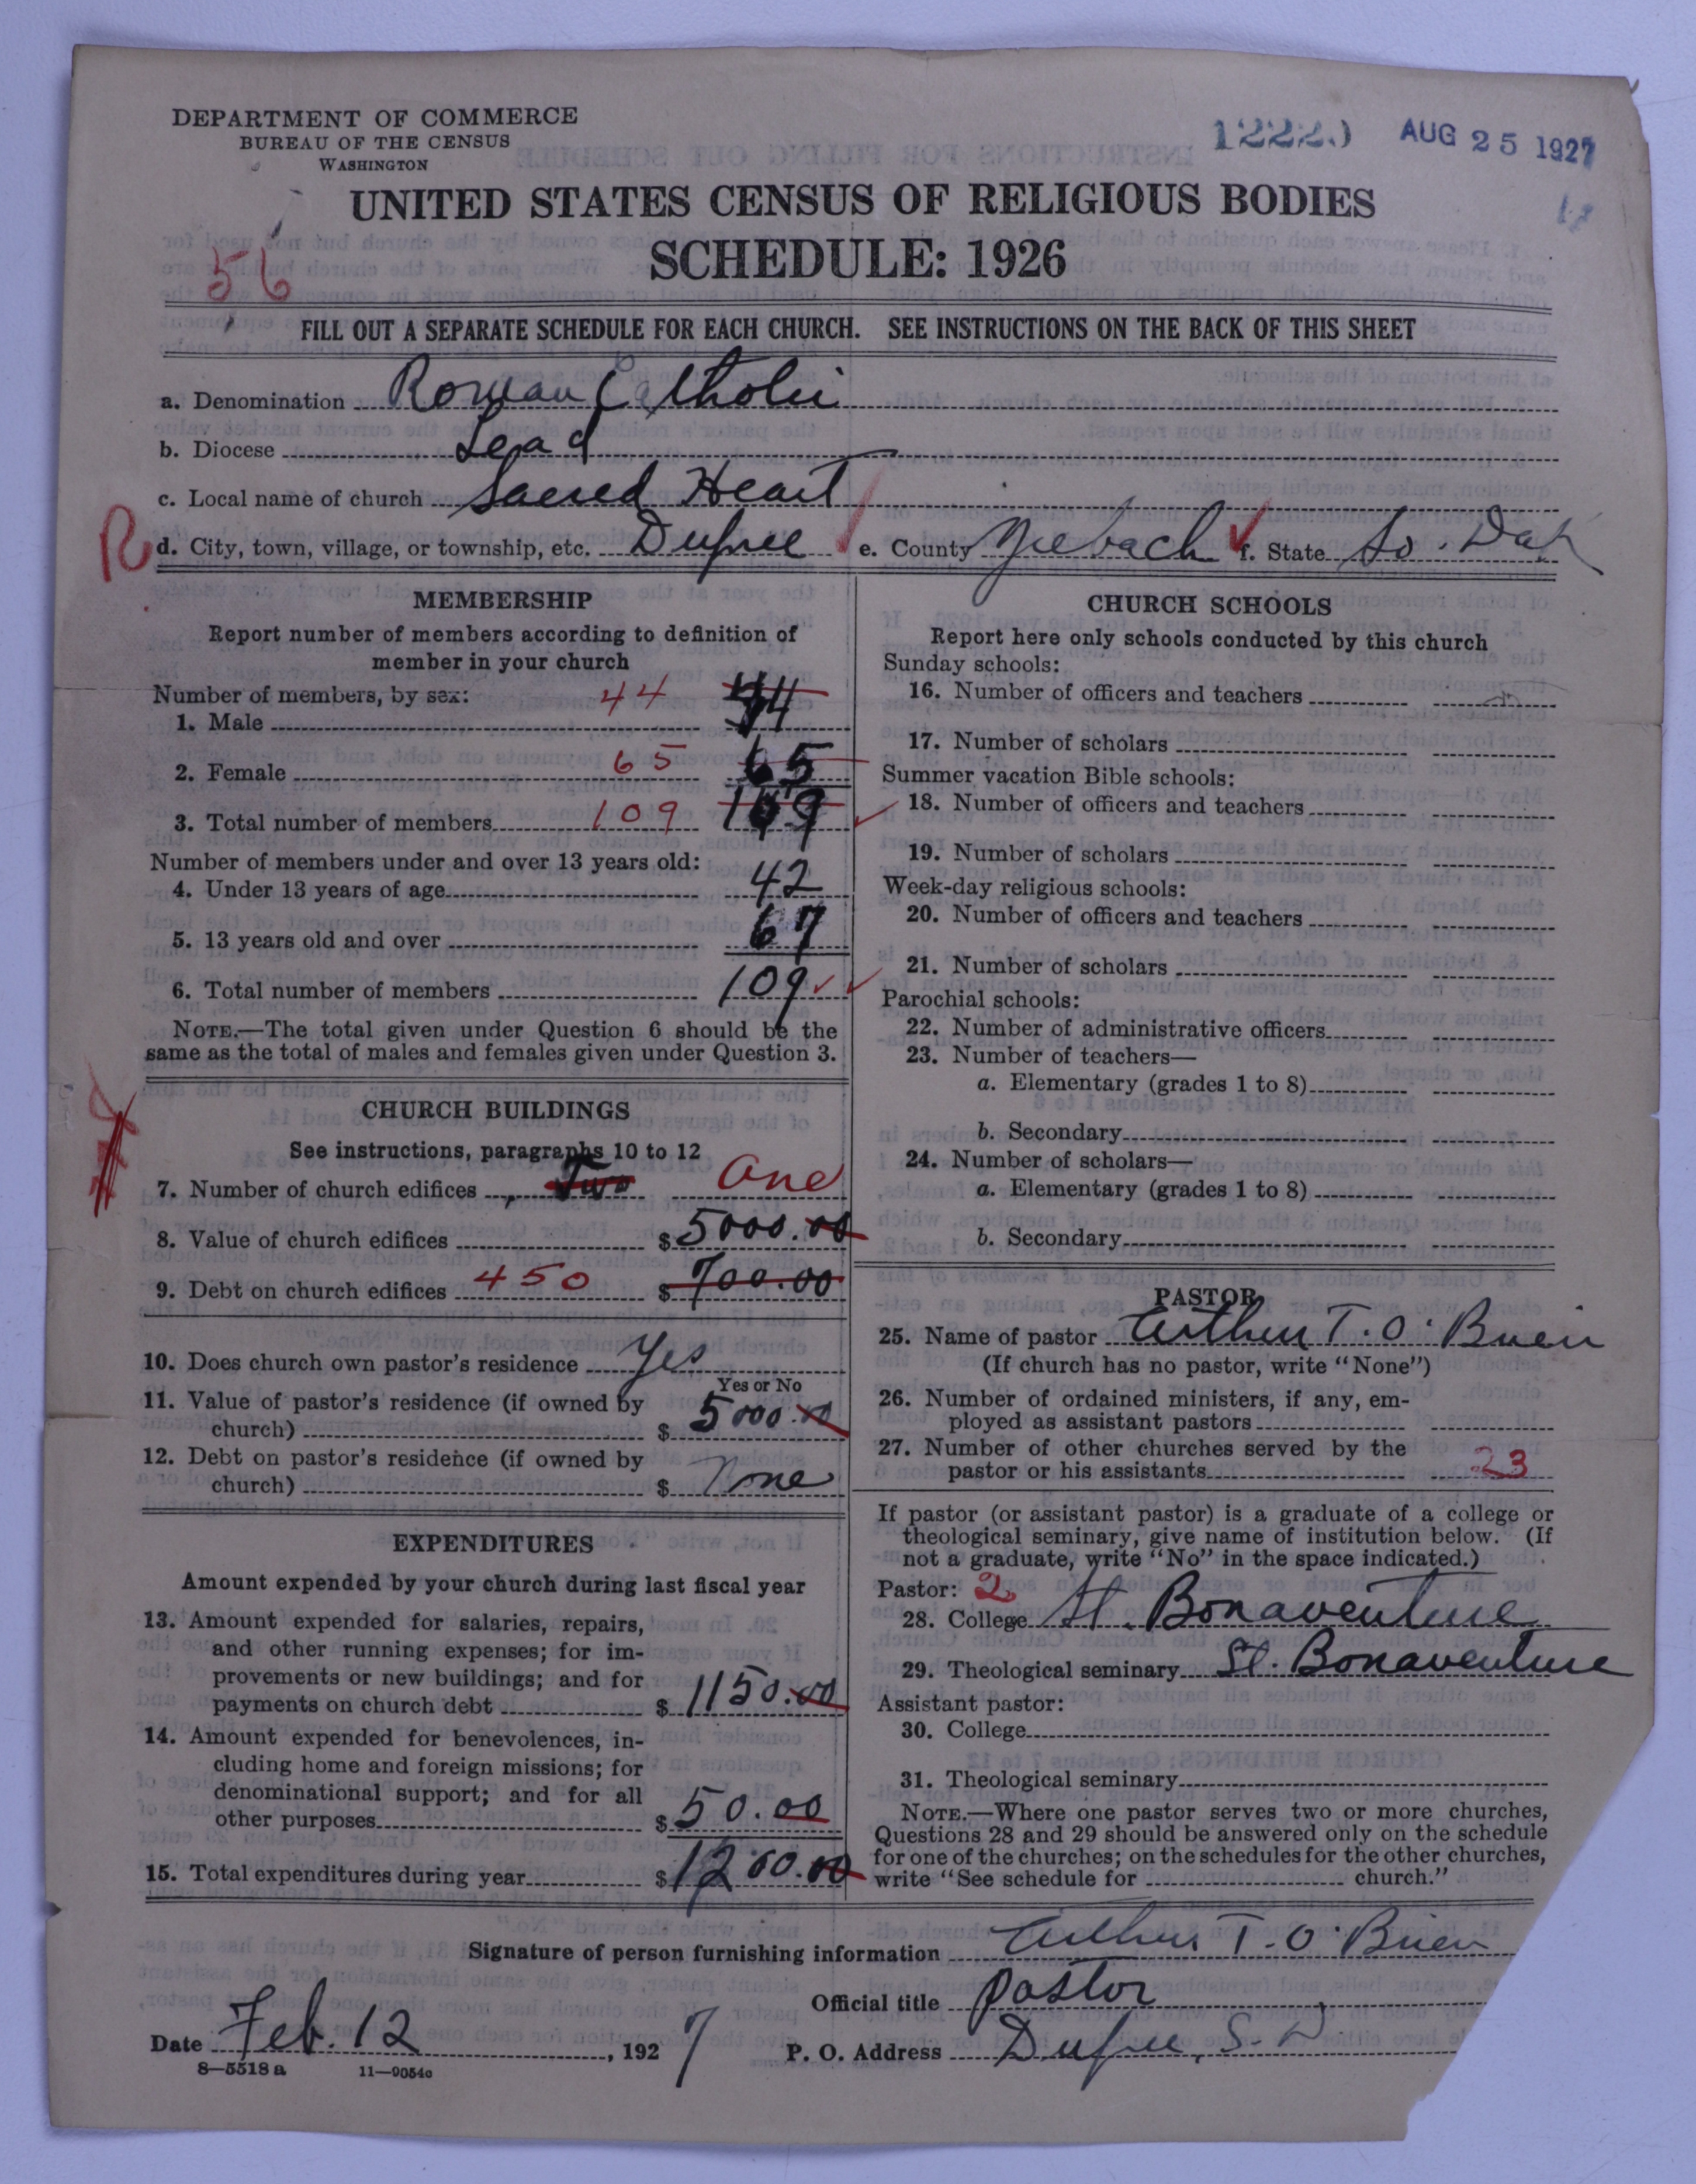 DEPARTMENT OF COMMERCE
BUREAU OF THE CENSUS
WASHINGTON
AUG 25 1927
UNITED STATES CENSUS OF RELIGIOUS BODIES
SCHEDULE: 1926
56
FILL OUT A SEPARATE SCHEDULE FOR EACH CHURCH. SEE INSTRUCTIONS ON THE BACK OF THIS SHEET
a. Denomination Roman Catholic
b. Diocese Lead
c. Local name of church Sacred Heart
R d. City, town, village, or township, etc. Dupree e. County Ziebach f. State So. Dak
MEMBERSHIP
Report number of members according to definition of
member in your church
Number of members, by sex:
1. Male 44 44
2. Female 65 65
3. Total number of members 109 109
Number of members under and over 13 years old:
4. Under 13 years of age 42
5. 13 years old and over 67
6. Total number of members 109
NOTE.—The total given under Question 6 should be the
same as the total of males and females given under Question 3.
CHURCH BUILDINGS
See instructions, paragraphs 10 to 12
7. Number of church edifices Two One
8. Value of church edifices $ 5000.00
9. Debt on church edifices 450 $ 700.00
10. Does church own pastor's residence Yes
Yes or No
11. Value of pastor's residence (if owned by
church) $ 5000.00
12. Debt on pastor's residence (if owned by
church) $ None
EXPENDITURES
Amount expended by your church during last fiscal year
13. Amount expended for salaries, repairs,
and other running expenses; for im-
provements or new buildings; and for
payments on church debt $ 1150.00
14. Amount expended for benevolences, in-
cluding home and foreign missions; for
denominational support; and for all
other purposes $ 50.00
15. Total expenditures during year $ 1200.00
CHURCH SCHOOLS
Report here only schools conducted by this church
Sunday schools:
16. Number of officers and teachers
17. Number of scholars
Summer vacation Bible schools:
18. Number of officers and teachers
19. Number of scholars
Week-day religious schools:
20. Number of officers and teachers
21. Number of scholars
Parochial schools:
22. Number of administrative officers
23. Number of teachers—
a. Elementary (grades 1 to 8)
b. Secondary
24. Number of scholars—
a. Elementary (grades 1 to 8)
b. Secondary
PASTOR
25. Name of pastor Arthur T. O'Brien
(If church has no pastor, write "None")
26. Number of ordained ministers, if any, em-
ployed as assistant pastors
27. Number of other churches served by the
pastor or his assistants 23
If pastor (or assistant pastor) is a graduate of a college or
theological seminary, give name of institution below. (If
not a graduate, write "No" in the space indicated.)
Pastor: 2
28. College St. Bonaventure
29. Theological seminary St. Bonaventure
Assistant pastor:
30. College
31. Theological seminary
NOTE.—Where one pastor serves two or more churches,
Questions 28 and 29 should be answered only on the schedule
for one of the churches; on the schedules for the other churches,
write "See schedule for church."
Signature of person furnishing information Arthur T. O'Brien
Official title pastor
Date Feb. 12, 1927 P. O. Address Dupree, S. D
8—5518 a 11—9054c